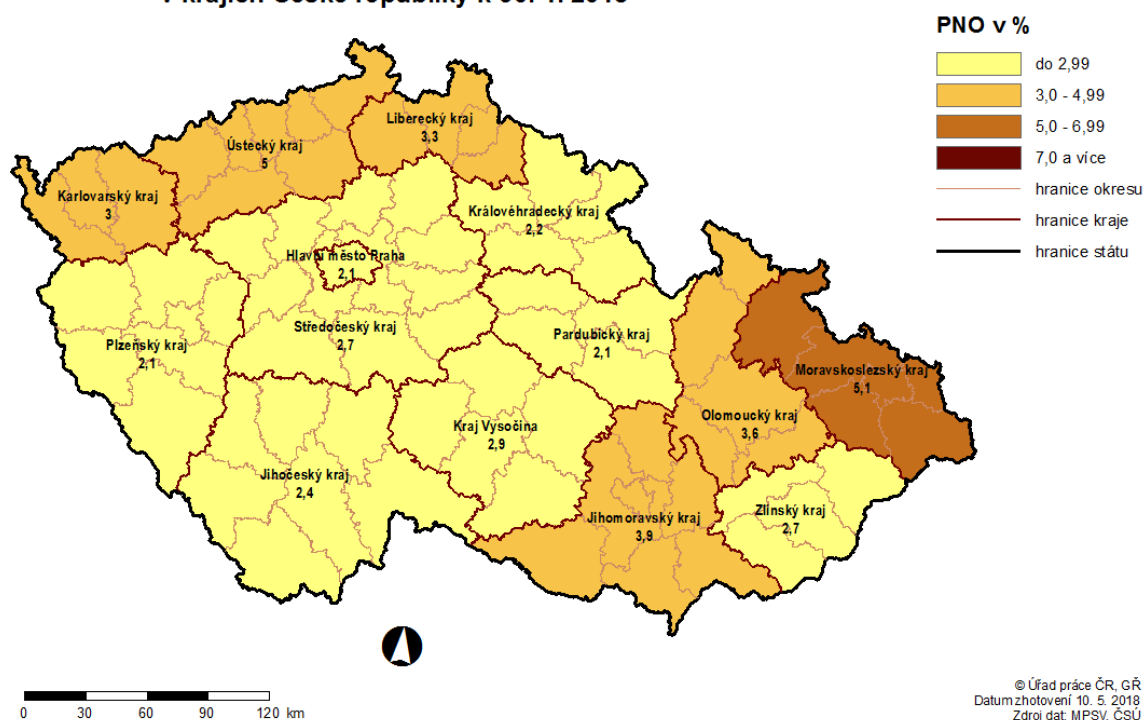 PNO v %
do 2,99
3,0 - 4,99
5,0 - 6,99
7,0 a více
hranice okresu
hranice kraje
hranice státu
Liberecký kraj
3,3
Ústecký kraj
5
Karlovarský kraj
3
Královéhradecký kraj
2,2
Hlavní město Praha
2,1
Středočeský kraj
2,7
Pardubický kraj
2,1
Plzeňský kraj
2,1
Moravskoslezský kraj
5,1
Olomoucký kraj
3,6
Kraj Vysočina
2,9
Jihočeský kraj
2,4
Zlínský kraj
2,7
Jihomoravský kraj
3,9
0 30 60 90 120 km
© Úřad práce ČR, GŘ
Datum zhotovení 10. 5. 2018
Zdroj dat: MPSV, ČSÚ